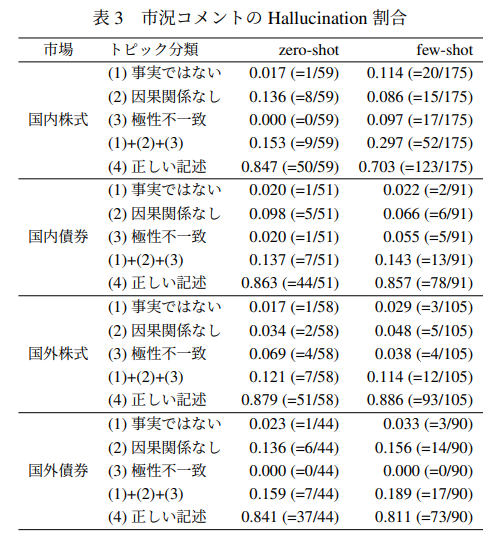 表 3 市況コメントの Hallucination 割合
市場 トピック分類 zero-shot few-shot
(1) 事実ではない 0.017 (=1/59) 0.114 (=20/175)
(2) 因果関係なし 0.136 (=8/59) 0.086 (=15/175)
国内株式 (3) 極性不一致 0.000 (=0/59) 0.097 (=17/175)
(1)+(2)+(3) 0.153 (=9/59) 0.297 (=52/175)
(4) 正しい記述 0.847 (=50/59) 0.703 (=123/175)
(1) 事実ではない 0.020 (=1/51) 0.022 (=2/91)
(2) 因果関係なし 0.098 (=5/51) 0.066 (=6/91)
国内債券 (3) 極性不一致 0.020 (=1/51) 0.055 (=5/91)
(1)+(2)+(3) 0.137 (=7/51) 0.143 (=13/91)
(4) 正しい記述 0.863 (=44/51) 0.857 (=78/91)
(1) 事実ではない 0.017 (=1/58) 0.029 (=3/105)
(2) 因果関係なし 0.034 (=2/58) 0.048 (=5/105)
国外株式 (3) 極性不一致 0.069 (=4/58) 0.038 (=4/105)
(1)+(2)+(3) 0.121 (=7/58) 0.114 (=12/105)
(4) 正しい記述 0.879 (=51/58) 0.886 (=93/105)
(1) 事実ではない 0.023 (=1/44) 0.033 (=3/90)
(2) 因果関係なし 0.136 (=6/44) 0.156 (=14/90)
国外債券 (3) 極性不一致 0.000 (=0/44) 0.000 (=0/90)
(1)+(2)+(3) 0.159 (=7/44) 0.189 (=17/90)
(4) 正しい記述 0.841 (=37/44) 0.811 (=73/90)